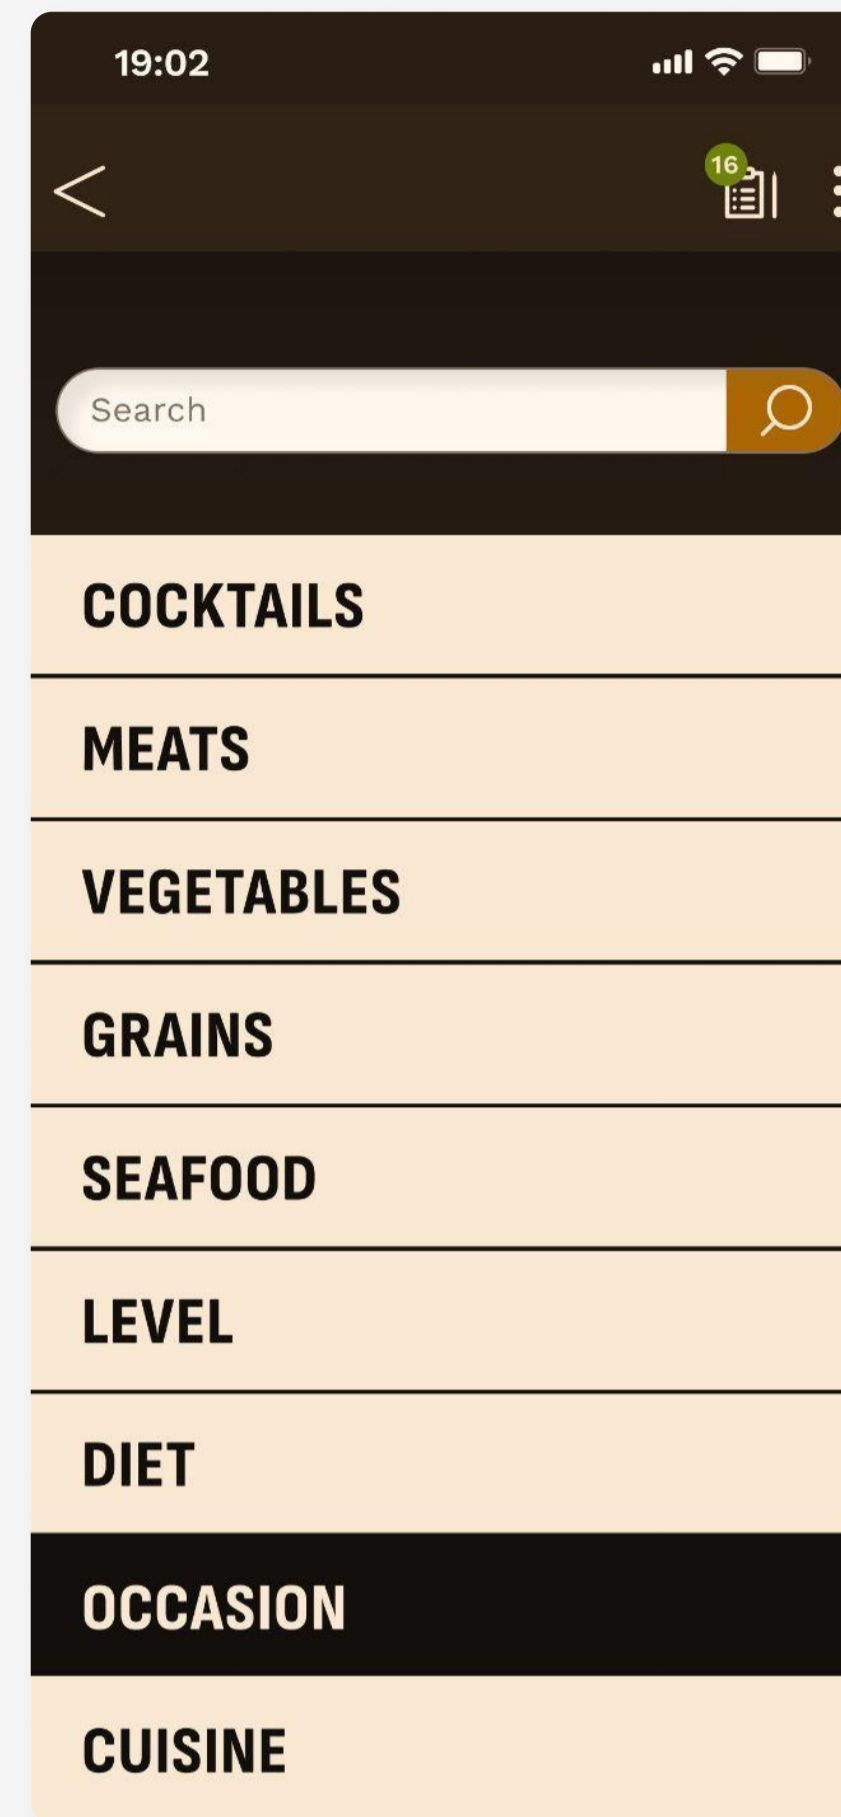 19:02
16
Search
COCKTAILS
MEATS
VEGETABLES
GRAINS
SEAFOOD
LEVEL
DIET
OCCASION
CUISINE